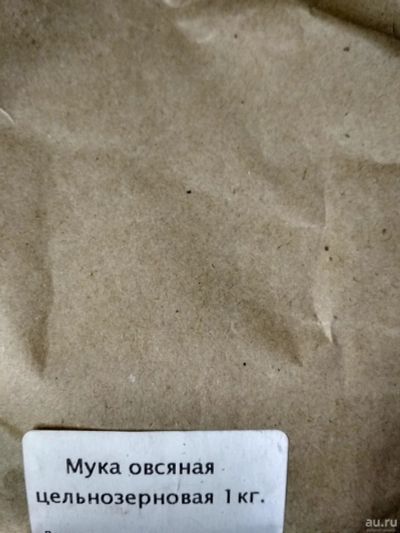 Мука овсяная
цельнозерновая 1 кг.
au.ru